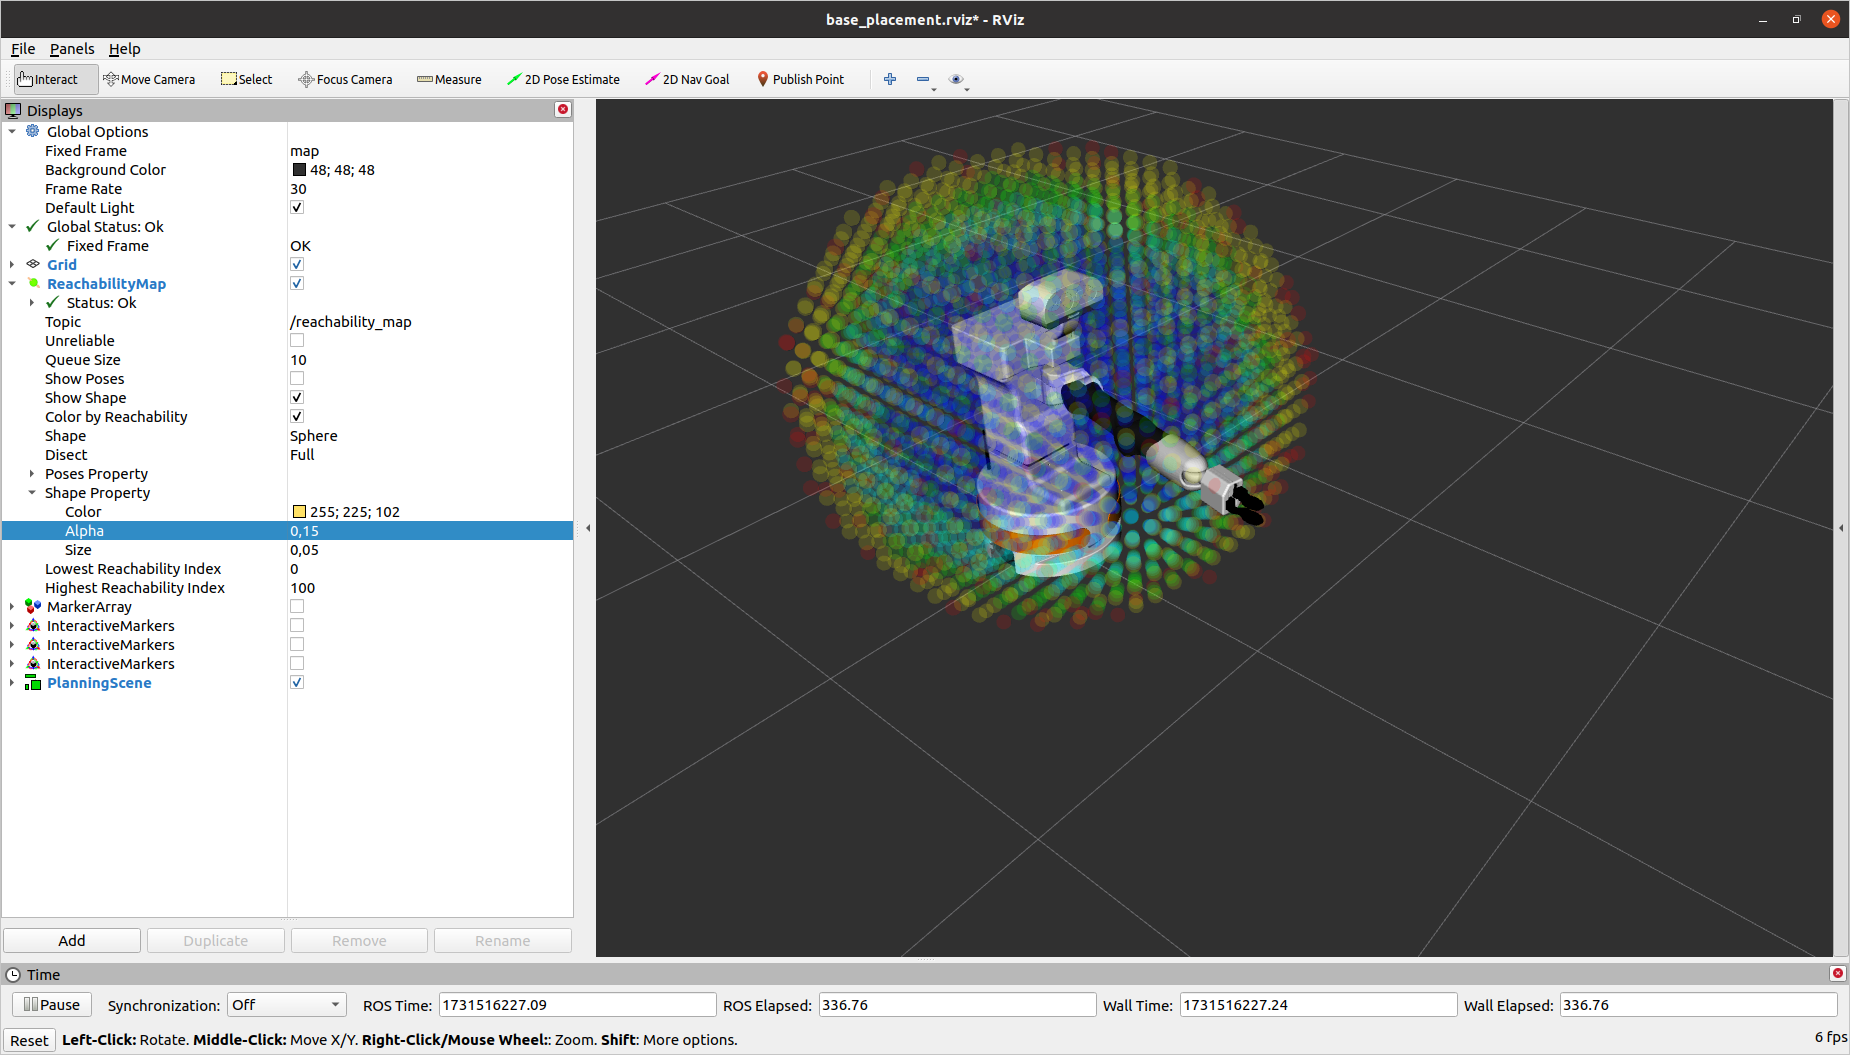 base_placement.rviz* - RViz
File Panels Help
Interact Move Camera Select Focus Camera Measure 2D Pose Estimate 2D Nav Goal Publish Point
Displays
Global Options
Fixed Frame map
Background Color 48; 48; 48
Frame Rate 30
Default Light
Global Status: Ok
Fixed Frame OK
Grid
ReachabilityMap
Status: Ok
Topic /reachability_map
Unreliable
Queue Size 10
Show Poses
Show Shape
Color by Reachability
Shape Sphere
Disect Full
Poses Property
Shape Property
Color 255; 225; 102
Alpha 0,15
Size 0,05
Lowest Reachability Index 0
Highest Reachability Index 100
MarkerArray
InteractiveMarkers
InteractiveMarkers
InteractiveMarkers
PlanningScene
Add Duplicate Remove Rename
Time
Pause Synchronization: Off ROS Time: 1731516227.09 ROS Elapsed: 336.76 Wall Time: 1731516227.24 Wall Elapsed: 336.76
Reset Left-Click: Rotate. Middle-Click: Move X/Y. Right-Click/Mouse Wheel:: Zoom. Shift: More options. 6 fps